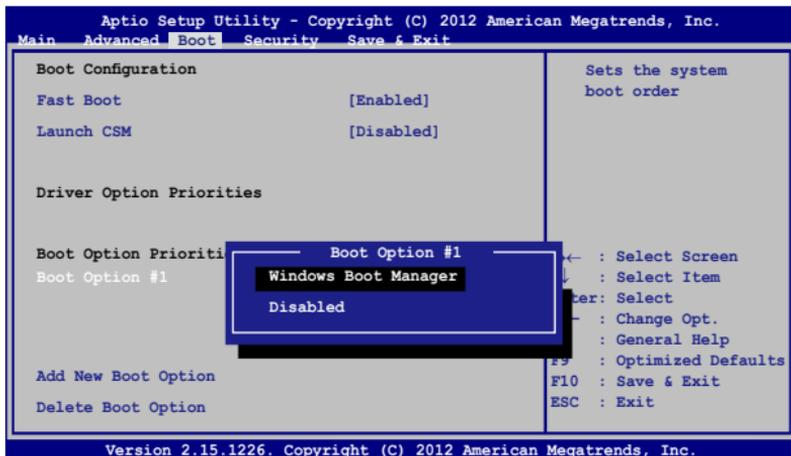 Aptio Setup Utility - Copyright (C) 2012 American Megatrends, Inc.
Main Advanced Boot Security Save & Exit
Boot Configuration
Fast Boot [Enabled]
Launch CSM [Disabled]
Driver Option Priorities
Boot Option
Boot Option #1
Add New Boot Option
Delete Boot Option
Boot Option #1
Windows Boot Manager
Disabled
Sets the system
boot order
← : Select Screen
↓ : Select Item
: Select
: Change Opt.
: General Help
F9 : Optimized Defaults
F10 : Save & Exit
ESC : Exit
Version 2.15.1226. Copyright (C) 2012 American Megatrends, Inc.